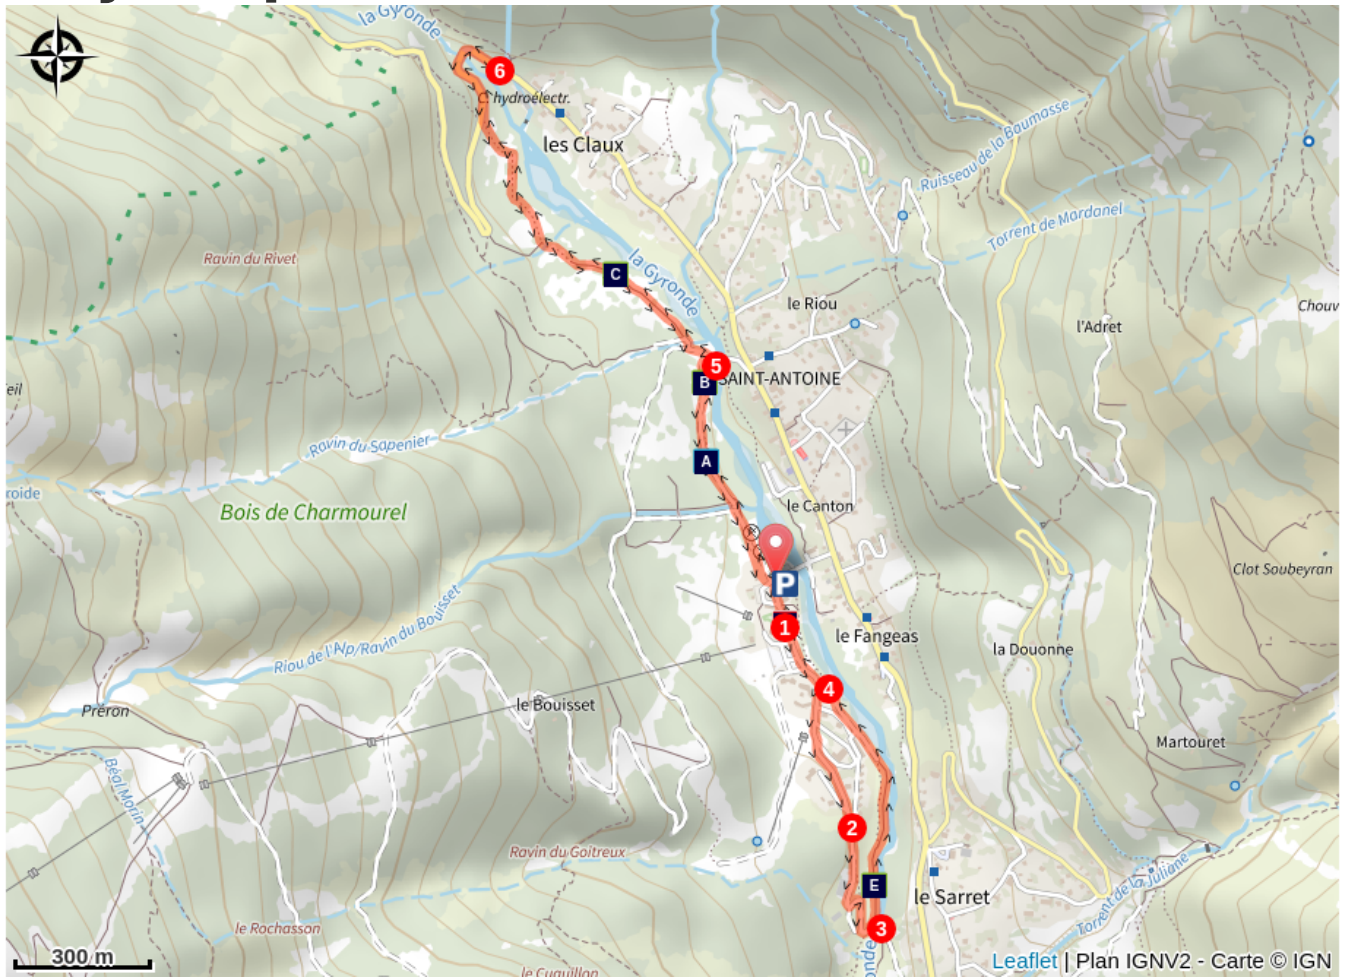 la Gyronde
6
C. hydroélectr.
les Claux
Ruisseau de la Baumasse
Torrent de Mordanel
Ravin du Rivet
C
la Gyronde
le Riou
l'Adret
Chouv
5
B
SAINT-ANTOINE
eil
Ravin du Sapenier
A
roide
Bois de Charmourel
le Canton
P
Clot Soubeyran
Riou de l'Alp/Ravin du Bouisset
1
le Fangeas
la Douonne
4
le Bouisset
Préron
Martouret
Béal Morin
2
Ravin du Goitreux
E
le Sarret
Torrent de la Juliane
le Rochasson
3
onde
300 m
le Cuguillon
Leaflet | Plan IGNV2 - Carte © IGN